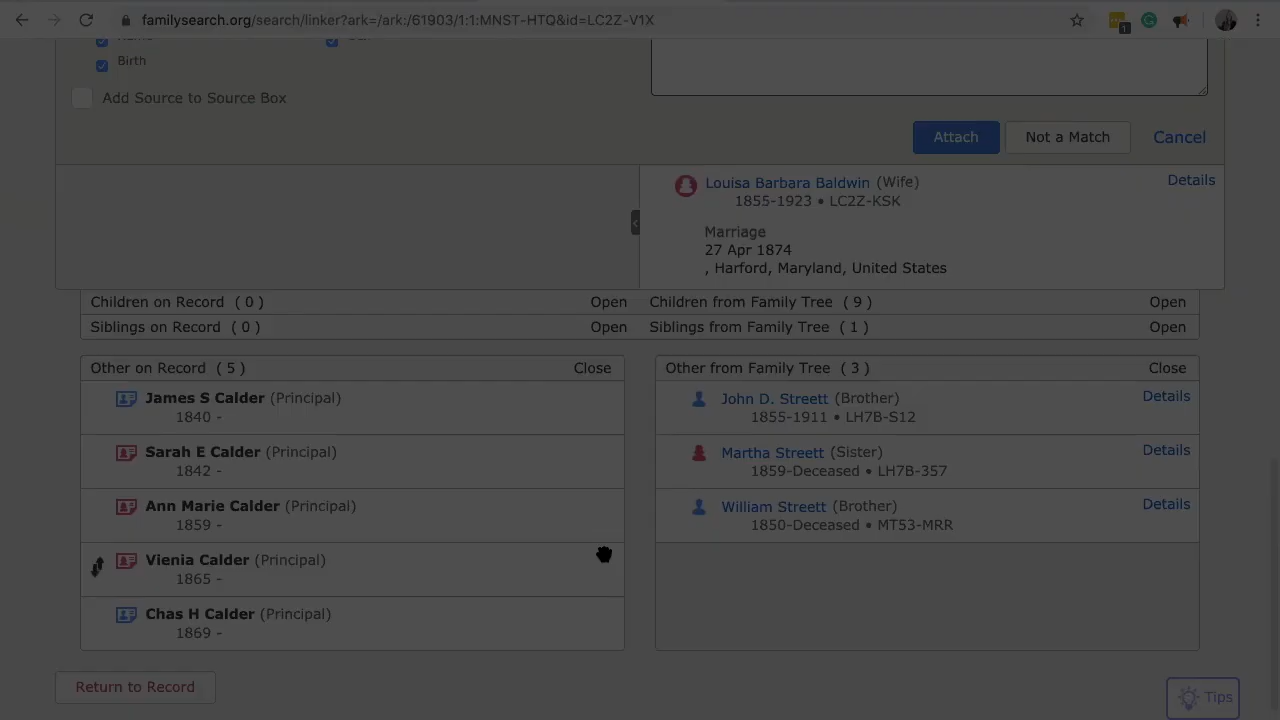 familysearch.org/search/linker?ark=/ark:/61903/1:1:MNST-HTQ&id=LC2Z-V1X
1
Birth
Add Source to Source Box
Attach
Not a Match
Cancel
Louisa Barbara Baldwin (Wife)
Details
1855-1923 • LC2Z-KSK
Marriage
27 Apr 1874
, Harford, Maryland, United States
Children on Record ( 0 )
Open
Children from Family Tree ( 9 )
Open
Siblings on Record ( 0 )
Open
Siblings from Family Tree ( 1 )
Open
Other on Record ( 5 )
Close
James S Calder (Principal)
1840 -
Sarah E Calder (Principal)
1842 -
Ann Marie Calder (Principal)
1859 -
Vienia Calder (Principal)
1865 -
Chas H Calder (Principal)
1869 -
Other from Family Tree ( 3 )
Close
John D. Streett (Brother)
Details
1855-1911 • LH7B-S12
Martha Streett (Sister)
Details
1859-Deceased • LH7B-357
William Streett (Brother)
Details
1850-Deceased • MT53-MRR
Return to Record
Tips